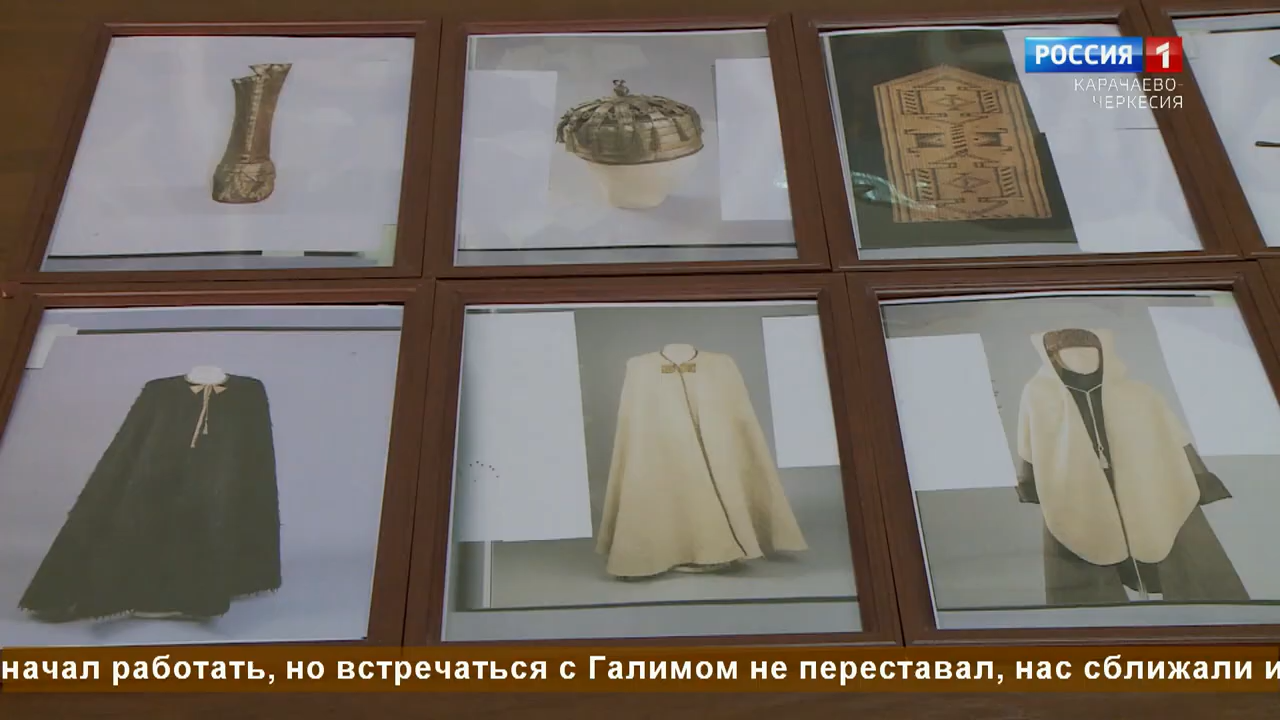 РОССИЯ 1
КАРАЧАЕВО-
ЧЕРКЕСИЯ
начал работать, но встречаться с Галимом не переставал, нас сближали и